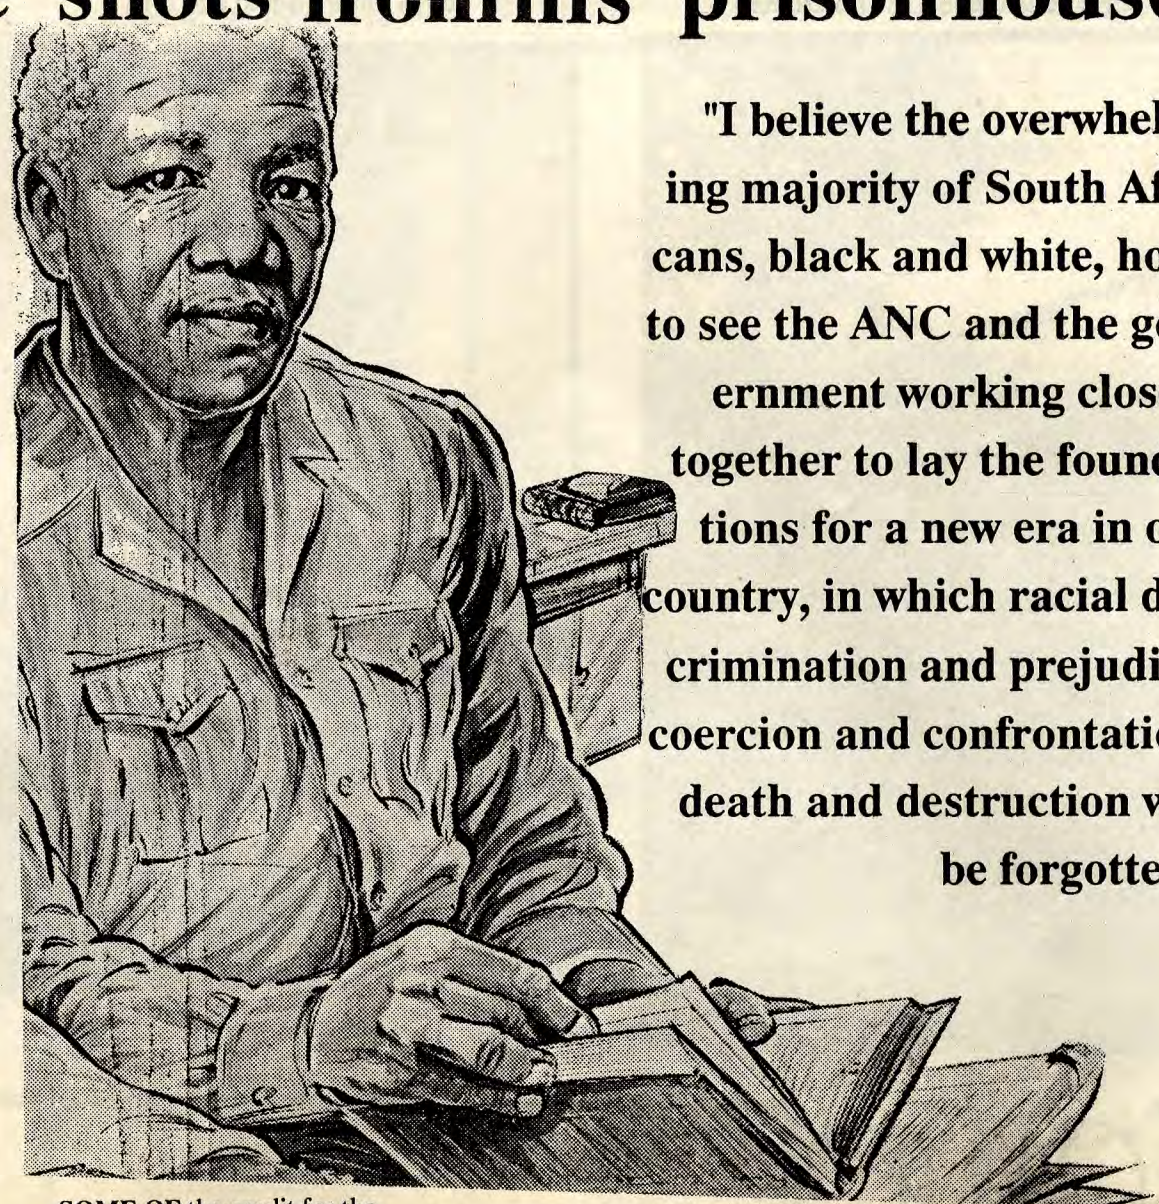 shots from his prison house
"I believe the overwhel
ing majority of South Af
cans, black and white, ho
to see the ANC and the go
ernment working clos
together to lay the found
tions for a new era in o
country, in which racial d
crimination and prejudi
coercion and confrontati
death and destruction w
be forgotte
SOME OF the credit for the